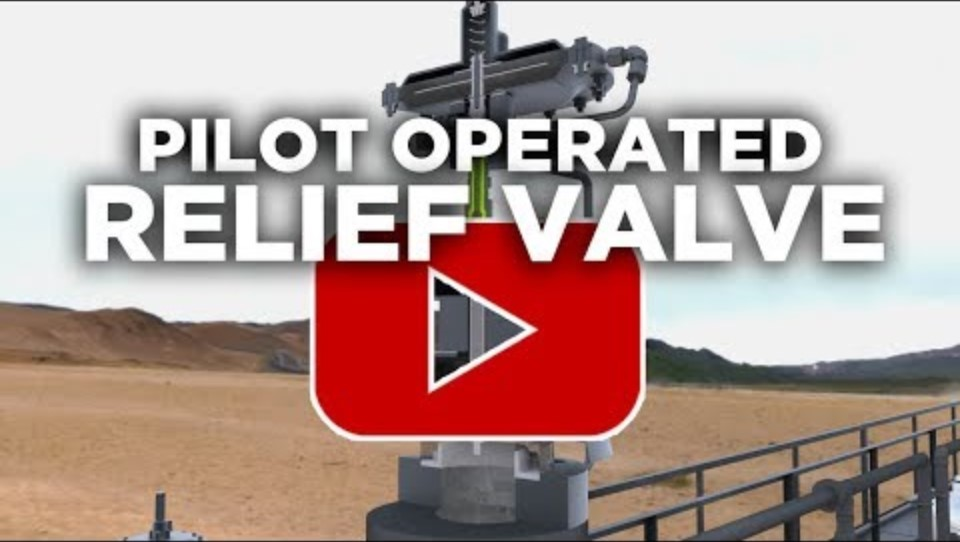 PILOT OPERATED
RELIEF VALVE